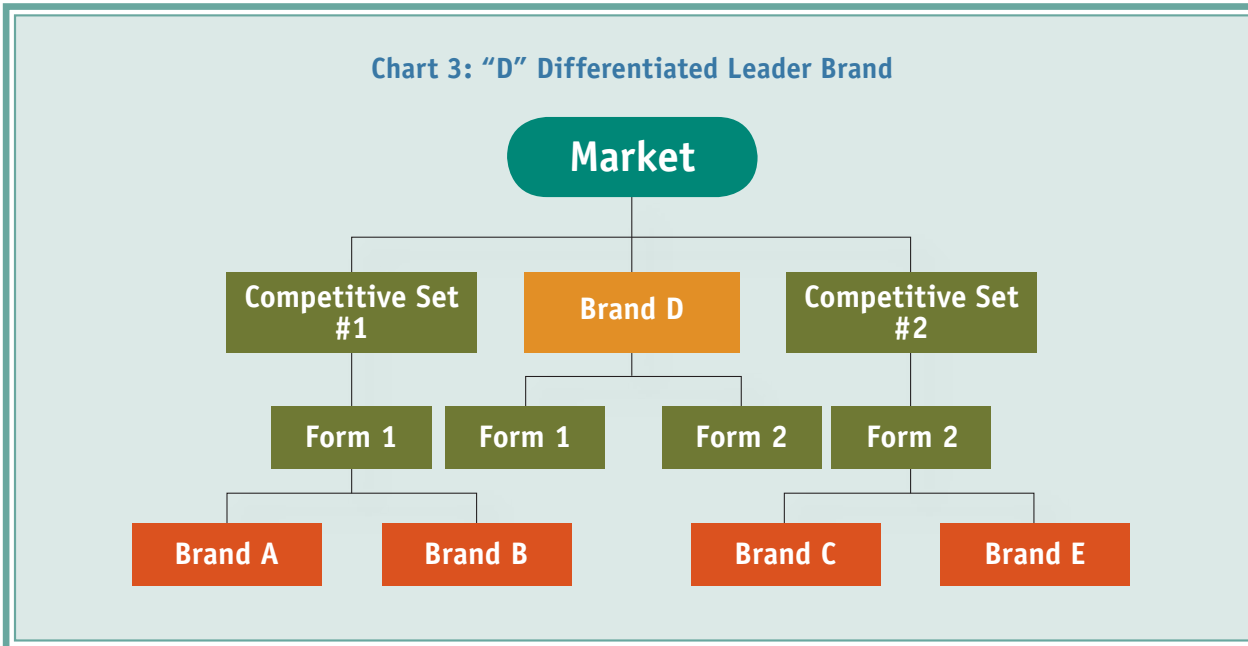 Chart 3: “D” Differentiated Leader Brand
Market
Competitive Set
#1
Brand D
Competitive Set
#2
Form 1
Form 1
Form 2
Form 2
Brand A
Brand B
Brand C
Brand E